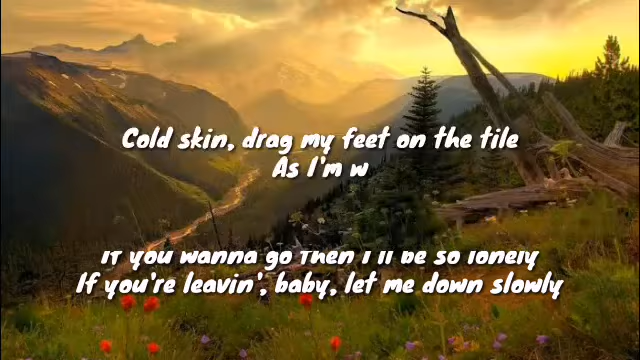 Cold skin, drag my feet on the tile
As I'm w
If you wanna go then I'll be so lonely
If you're leavin', baby, let me down slowly